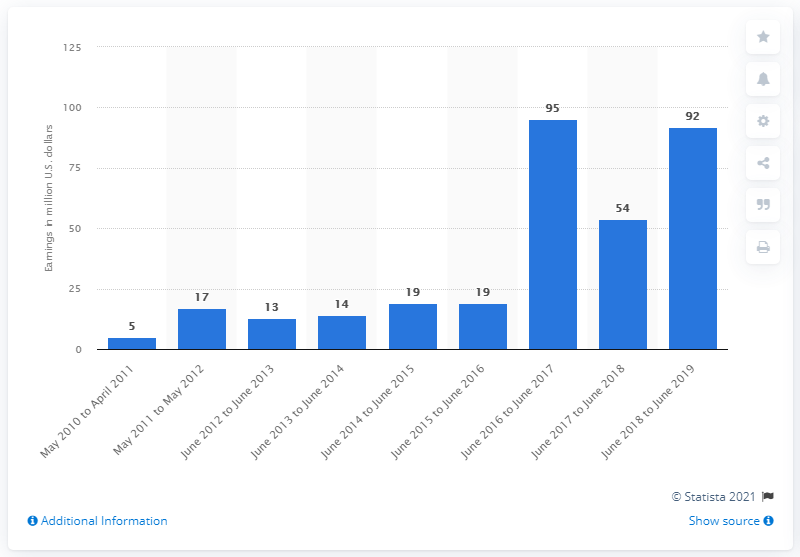 125
100
75
50
25
0
Earnings in million U.S. dollars
5
17
13
14
19
19
95
54
92
May 2010 to April 2011
May 2011 to May 2012
June 2012 to June 2013
June 2013 to June 2014
June 2014 to June 2015
June 2015 to June 2016
June 2016 to June 2017
June 2017 to June 2018
June 2018 to June 2019
© Statista 2021
Additional Information
Show source